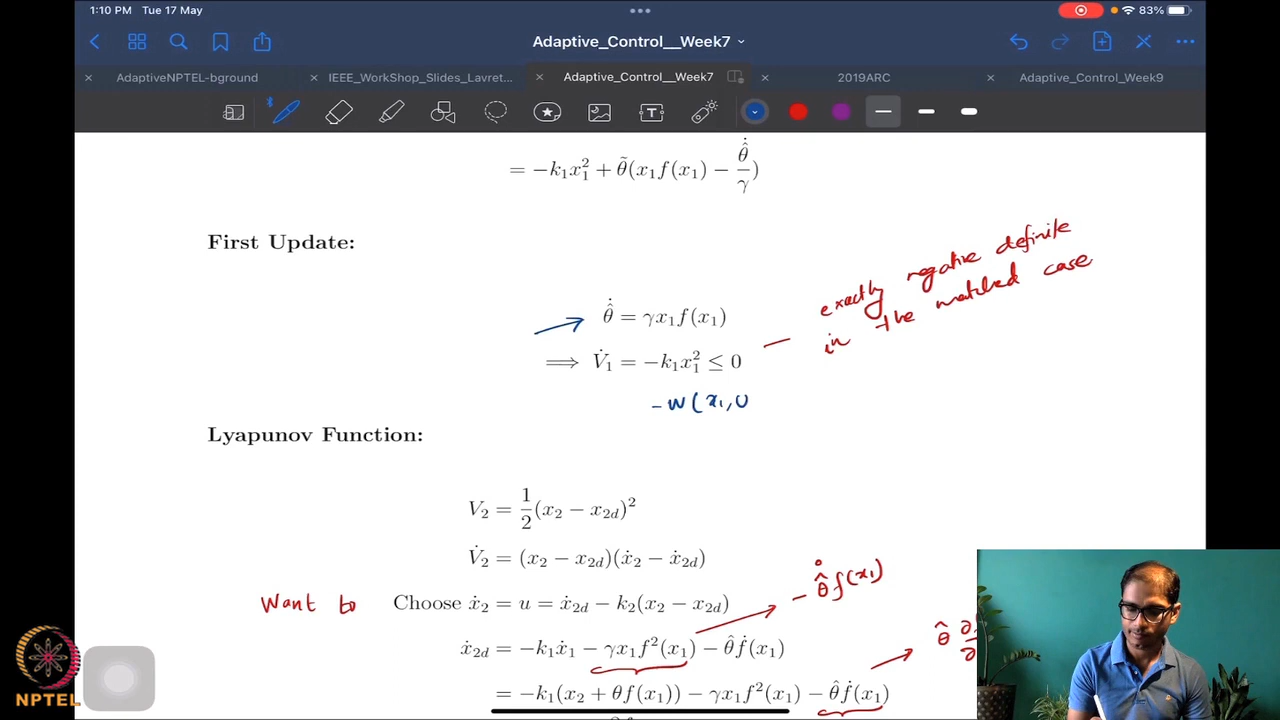 1:10 PM Tue 17 May
83%
Adaptive_Control__Week7
AdaptiveNPTEL-bground
IEEE_WorkShop_Slides_Lavret...
Adaptive_Control__Week7
2019ARC
Adaptive_Control_Week9
= −k₁x₁² + θ̃(x₁f(x₁) − θ̂̇/γ)
First Update:
exactly negative definite
in the matched case
θ̂̇ = γx₁f(x₁)
⟹ V̇₁ = −k₁x₁² ≤ 0
−W(x₁, 0
Lyapunov Function:
V₂ = 1/2(x₂ − x₂d)²
V̇₂ = (x₂ − x₂d)(ẋ₂ − ẋ₂d)
− θ̂̇ f(x₁)
Want to Choose ẋ₂ = u = ẋ₂d − k₂(x₂ − x₂d)
ẋ₂d = −k₁ẋ₁ − γx₁f²(x₁) − θ̂ḟ(x₁)
θ̂ ∂
∂
= −k₁(x₂ + θf(x₁)) − γx₁f²(x₁) − θ̂ḟ(x₁)
NPTEL